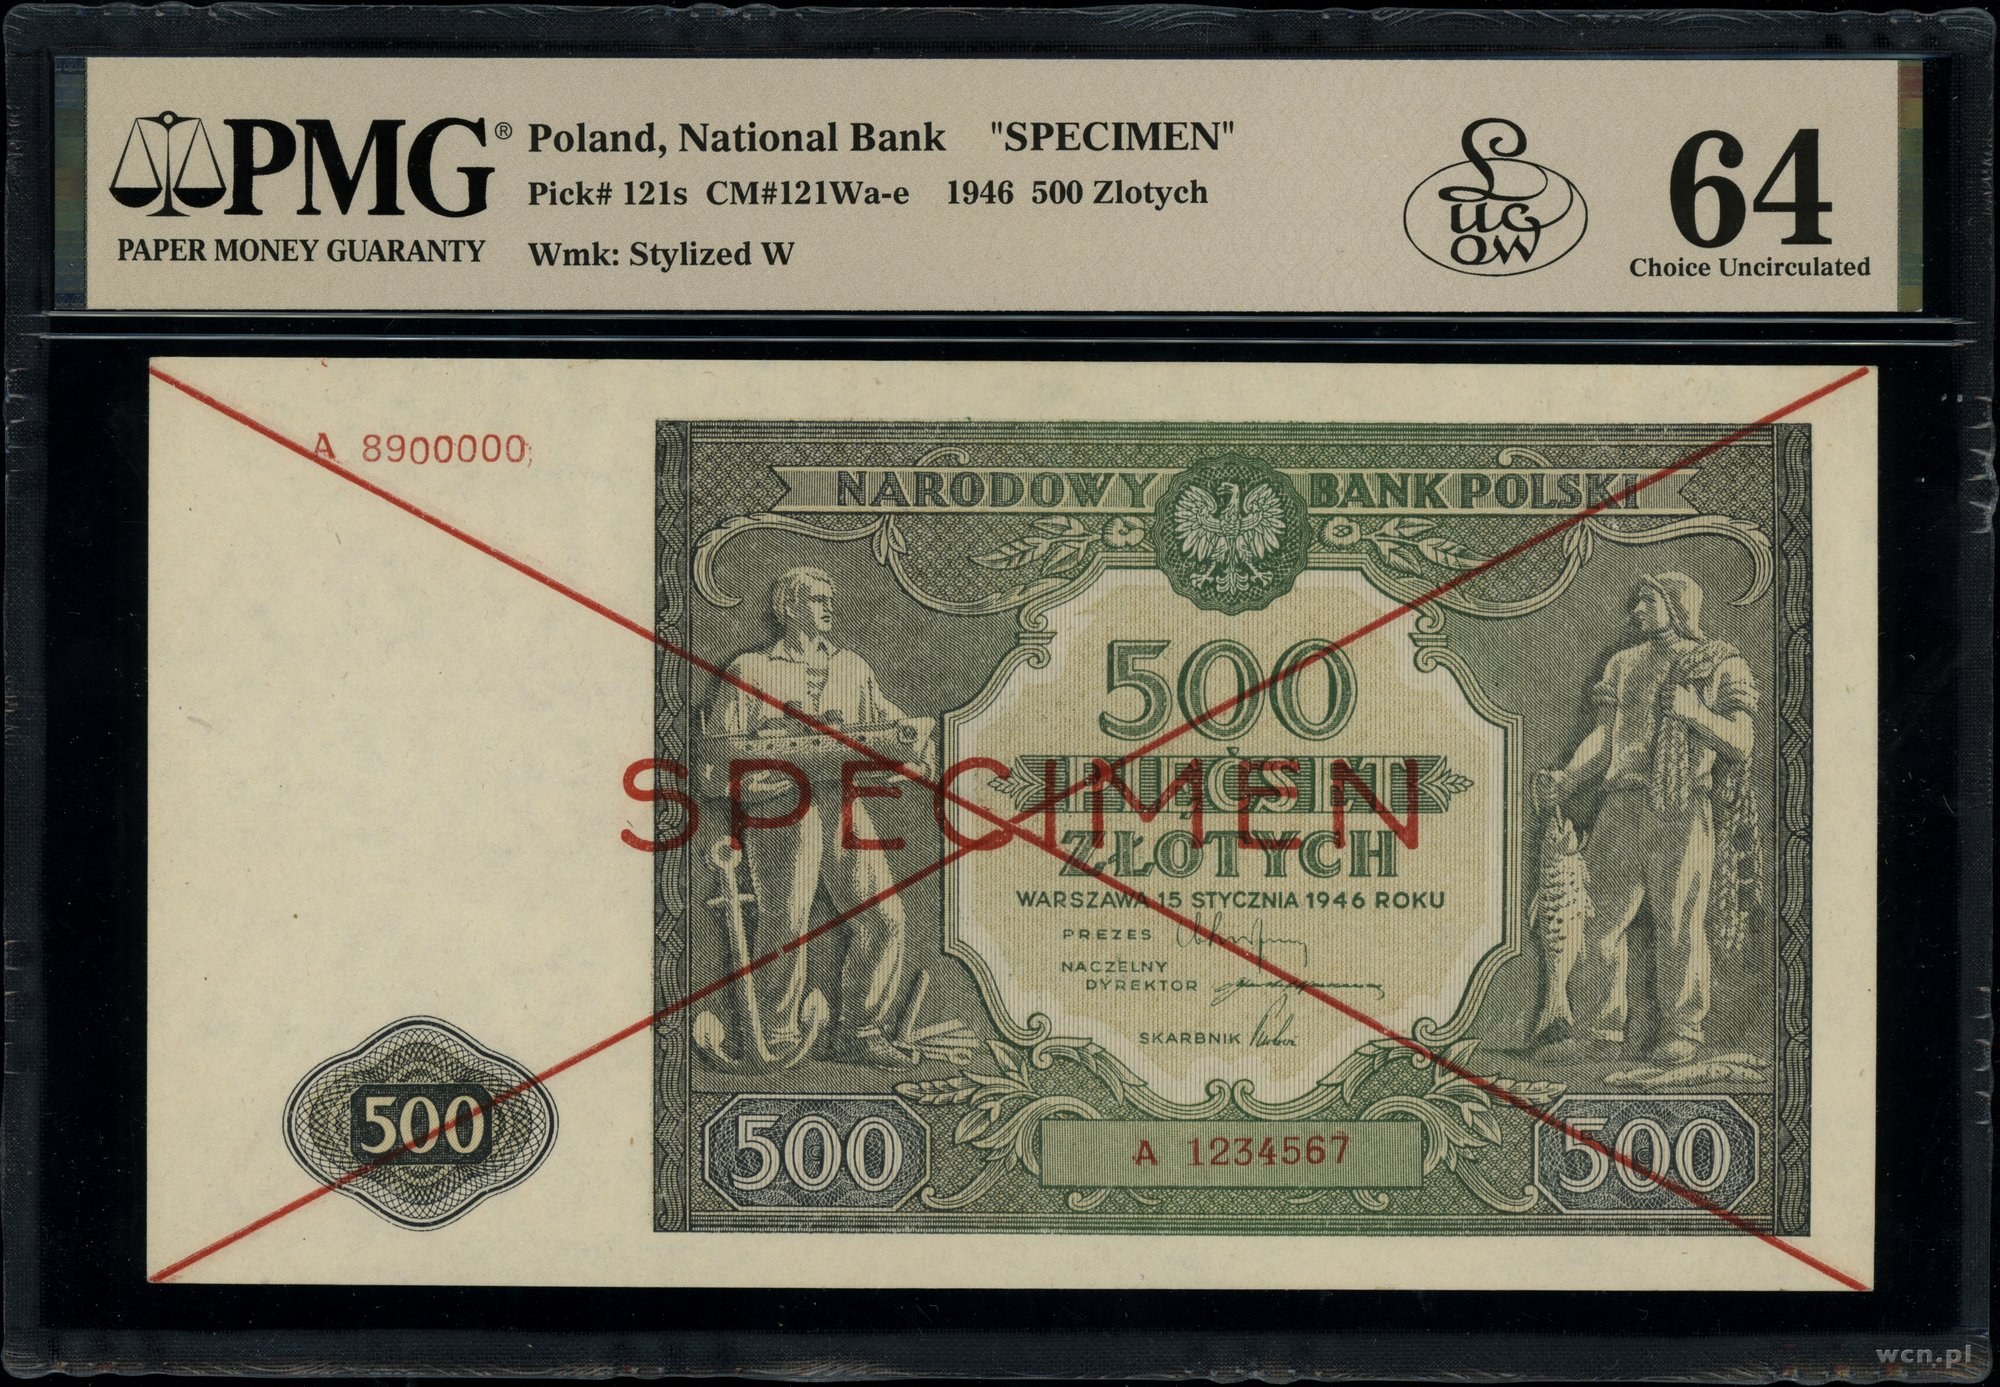 PMG® Poland, National Bank "SPECIMEN"
Pick# 121s CM#121Wa-e 1946 500 Zlotych
PAPER MONEY GUARANTY
Wmk: Stylized W
Lucow
64
Choice Uncirculated
A 8900000;
NARODOWY BANK POLSKI
500
PIĘĆSET
ZŁOTYCH
SPECIMEN
WARSZAWA 15 STYCZNIA 1946 ROKU
PREZES
NACZELNY
DYREKTOR
SKARBNIK
500
500
A 1234567
500
wcn.pl